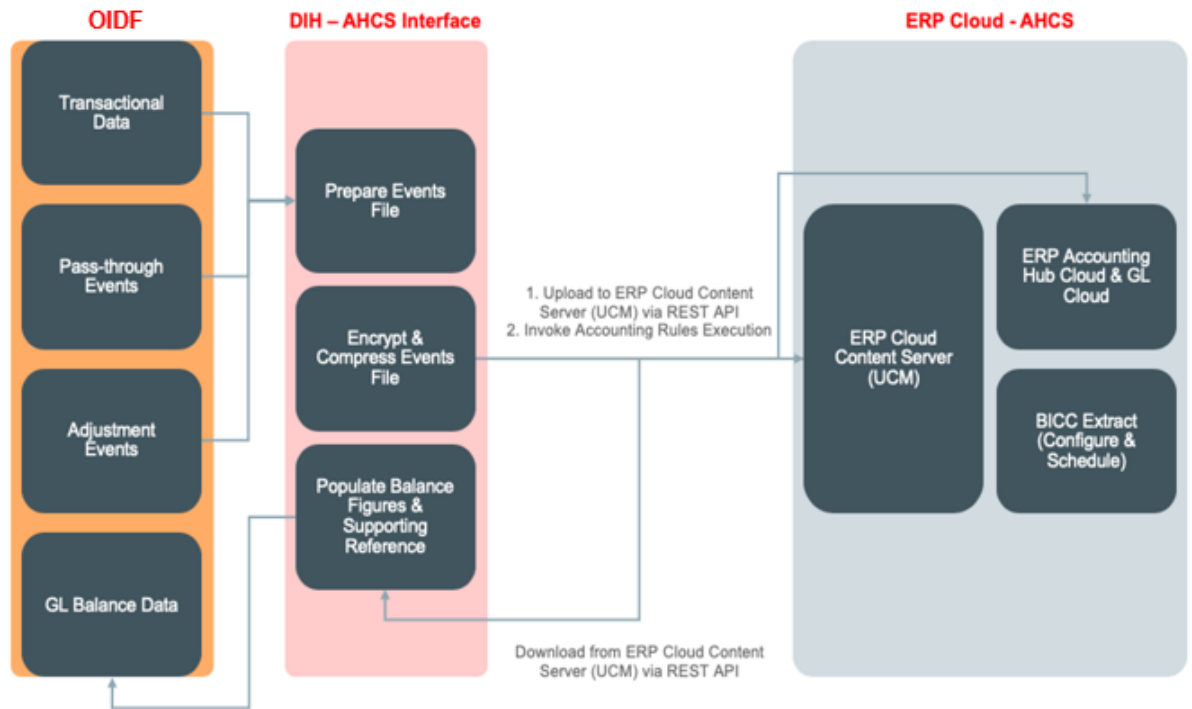 OIDF
DIH – AHCS Interface
ERP Cloud - AHCS
Transactional
Data
Pass-through
Events
Adjustment
Events
GL Balance Data
Prepare Events
File
Encrypt &
Compress Events
File
Populate Balance
Figures &
Supporting
Reference
1. Upload to ERP Cloud Content
Server (UCM) via REST API
2. Invoke Accounting Rules Execution
Download from ERP Cloud Content
Server (UCM) via REST API
ERP Cloud
Content Server
(UCM)
ERP Accounting
Hub Cloud & GL
Cloud
BICC Extract
(Configure &
Schedule)